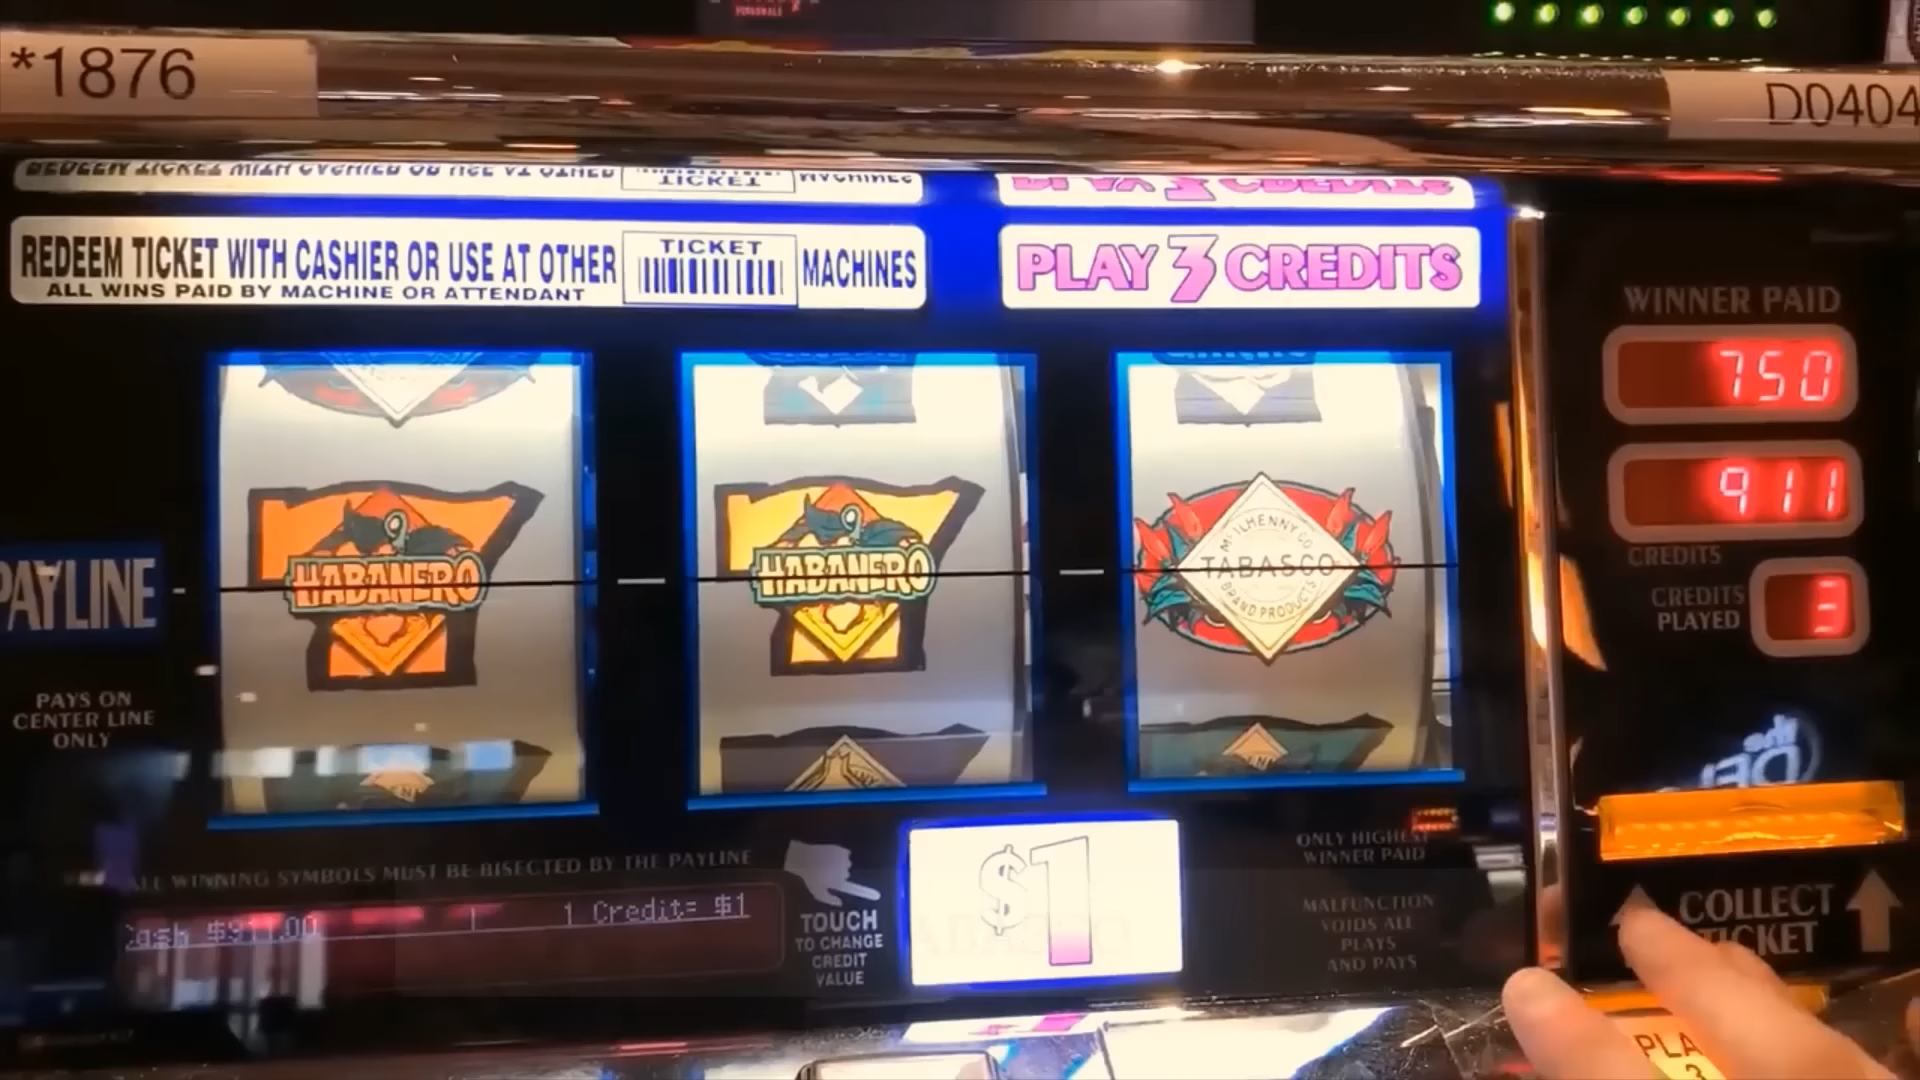 *1876
D0404
REDEEM TICKET WITH CASHIER OR USE AT OTHER
ALL WINS PAID BY MACHINE OR ATTENDANT
TICKET
MACHINES
PLAY 3 CREDITS
WINNER PAID
750
911
CREDITS
CREDITS
PLAYED
3
9
HABANERO
9
HABANERO
McILHENNY CO.
TABASCO
BRAND PRODUCTS
PAYLINE
PAYS ON
CENTER LINE
ONLY
ALL WINNING SYMBOLS MUST BE BISECTED BY THE PAYLINE
Cash $911.00
1 Credit= $1
TOUCH
TO CHANGE
CREDIT
VALUE
$1
ONLY HIGHEST
WINNER PAID
MALFUNCTION
VOIDS ALL
PLAYS
AND PAYS
COLLECT
TICKET
PLA
3